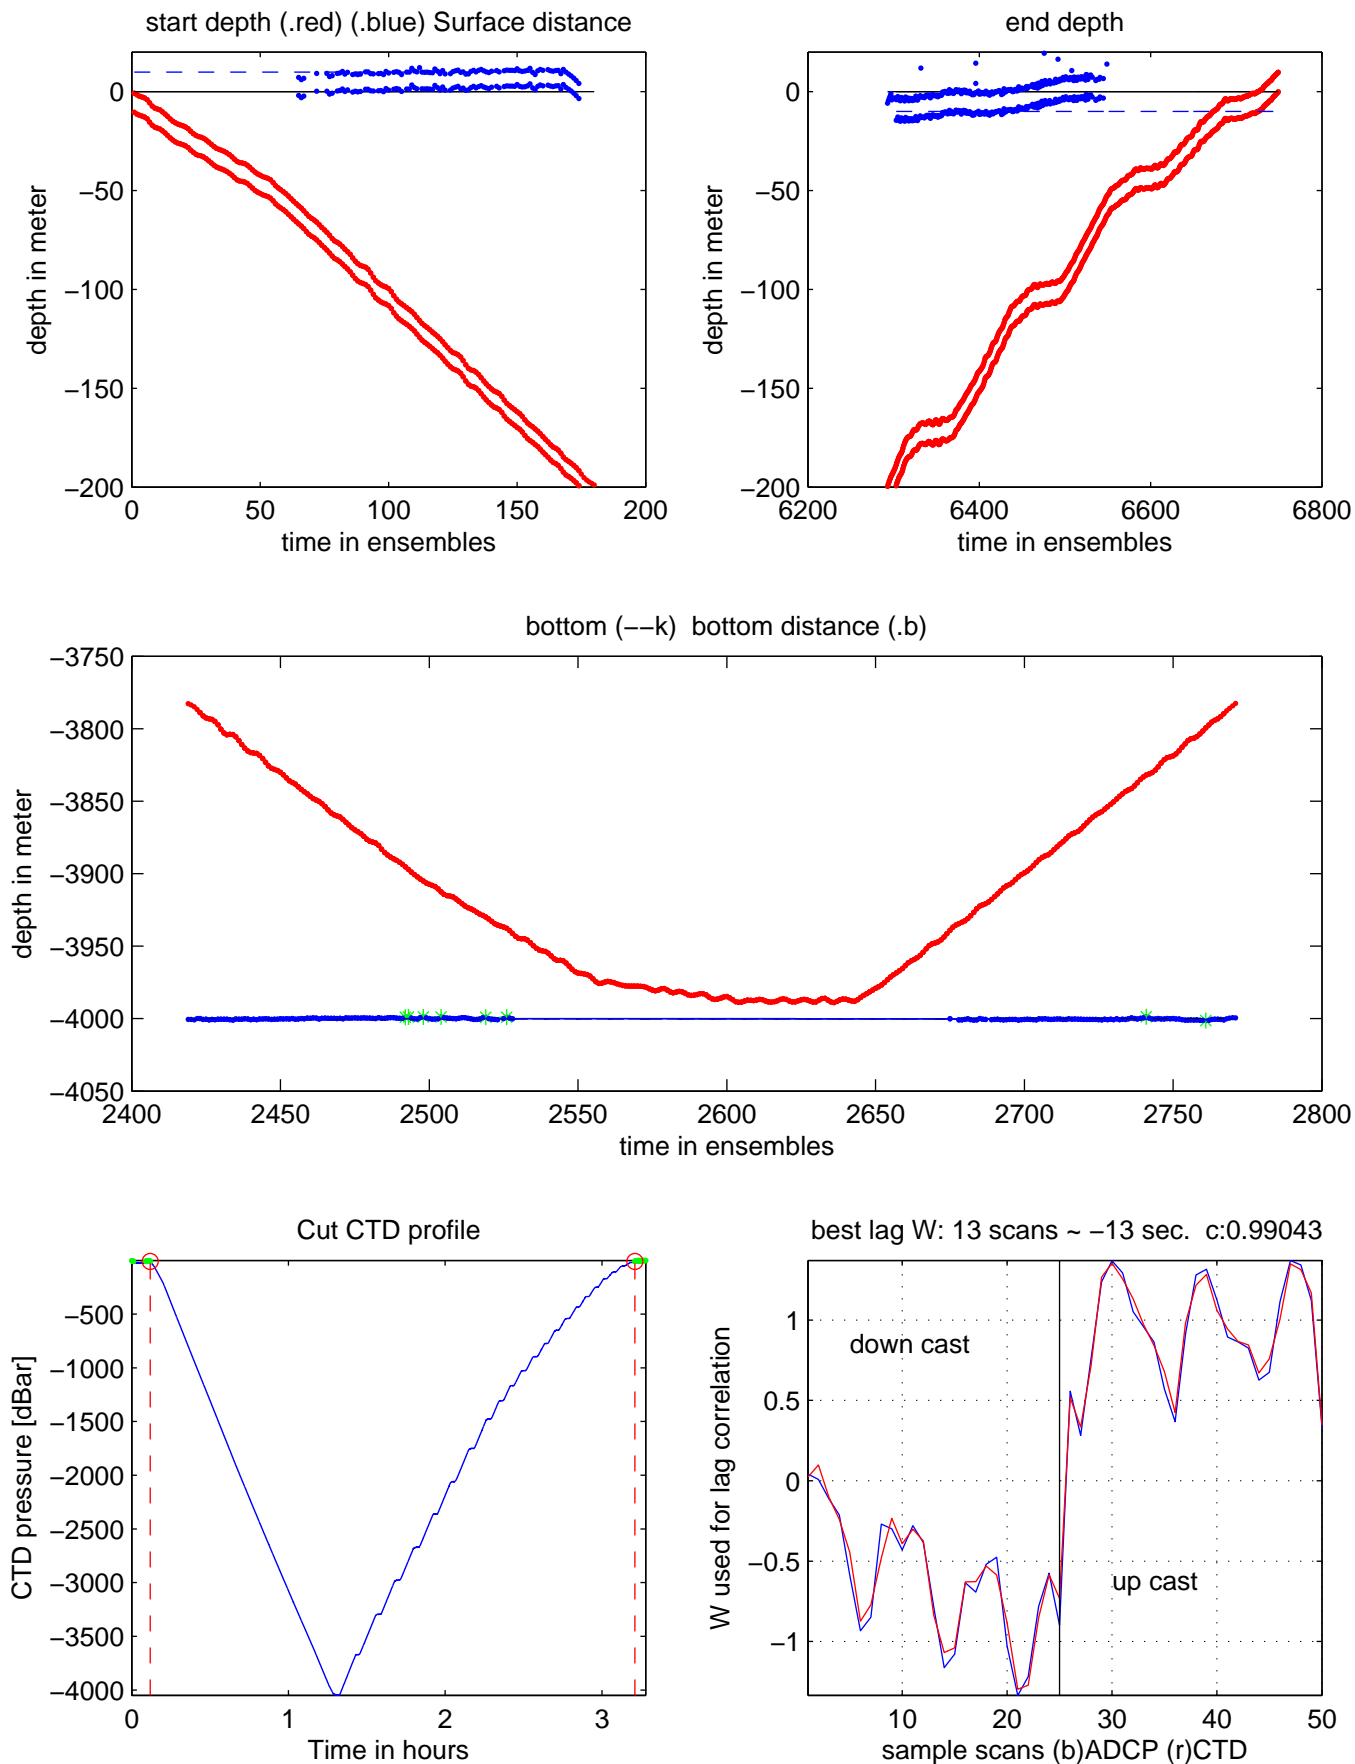 start depth (.red) (.blue) Surface distance
end depth
0
−50
−100
−150
−200
depth in meter
0 50 100 150 200
time in ensembles
0
−50
−100
−150
−200
depth in meter
6200 6400 6600 6800
time in ensembles
bottom (−−k) bottom distance (.b)
−3750
−3800
−3850
−3900
−3950
−4000
−4050
depth in meter
2400 2450 2500 2550 2600 2650 2700 2750 2800
time in ensembles
Cut CTD profile
−500
−1000
−1500
−2000
−2500
−3000
−3500
−4000
CTD pressure [dBar]
0 1 2 3
Time in hours
best lag W: 13 scans ~ −13 sec. c:0.99043
1
0.5
0
−0.5
−1
W used for lag correlation
down cast
up cast
10 20 30 40 50
sample scans (b)ADCP (r)CTD